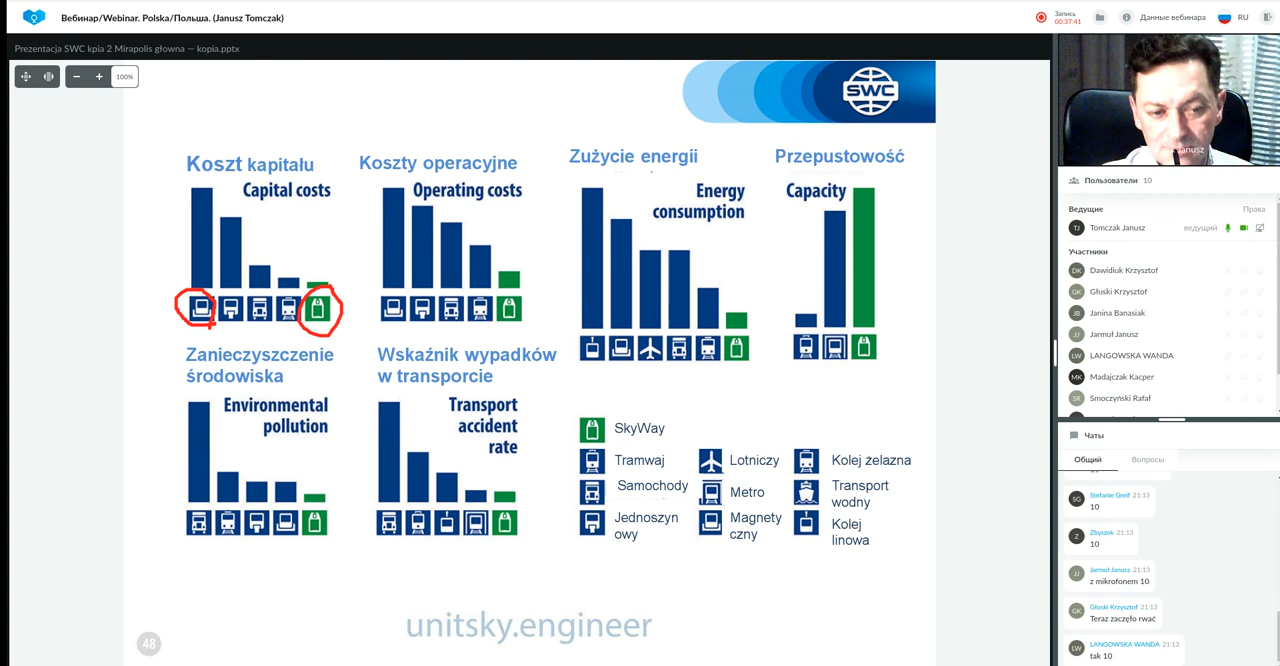 Вебинар/Webinar. Polska/Польша. (Janusz Tomczak)
Запись
00:37:41
Данные вебинара
RU
Prezentacja SWC kpia 2 Mirapolis głowna — kopia.pptx
100%
SWC
Koszt kapitału
Capital costs
Koszty operacyjne
Operating costs
Zużycie energii
Energy
consumption
Przepustowość
Capacity
Zanieczyszczenie
środowiska
Environmental
pollution
Wskaźnik wypadków
w transporcie
Transport
accident
rate
SkyWay
Tramwaj
Lotniczy
Kolej żelazna
Samochody
Metro
Transport
wodny
Jednoszyn
owy
Magnety
czny
Kolej
linowa
unitsky.engineer
48
Janusz
Пользователи 10
Ведущие
Права
TJ
Tomczak Janusz
ведущий
Участники
DK
Dawidiuk Krzysztof
GK
Głuski Krzysztof
JB
Janina Banasiak
JJ
Jarmuł Janusz
LW
LANGOWSKA WANDA
MK
Madajczak Kacper
SR
Smoczyński Rafał
Чаты
Общий
Вопросы
SG
Stefanie Greif 21:13
10
Z
Zbyszek 21:13
10
JJ
Jarmuł Janusz 21:13
z mikrofonem 10
GK
Głuski Krzysztof 21:13
Teraz zaczęło rwać
LW
LANGOWSKA WANDA 21:13
tak 10